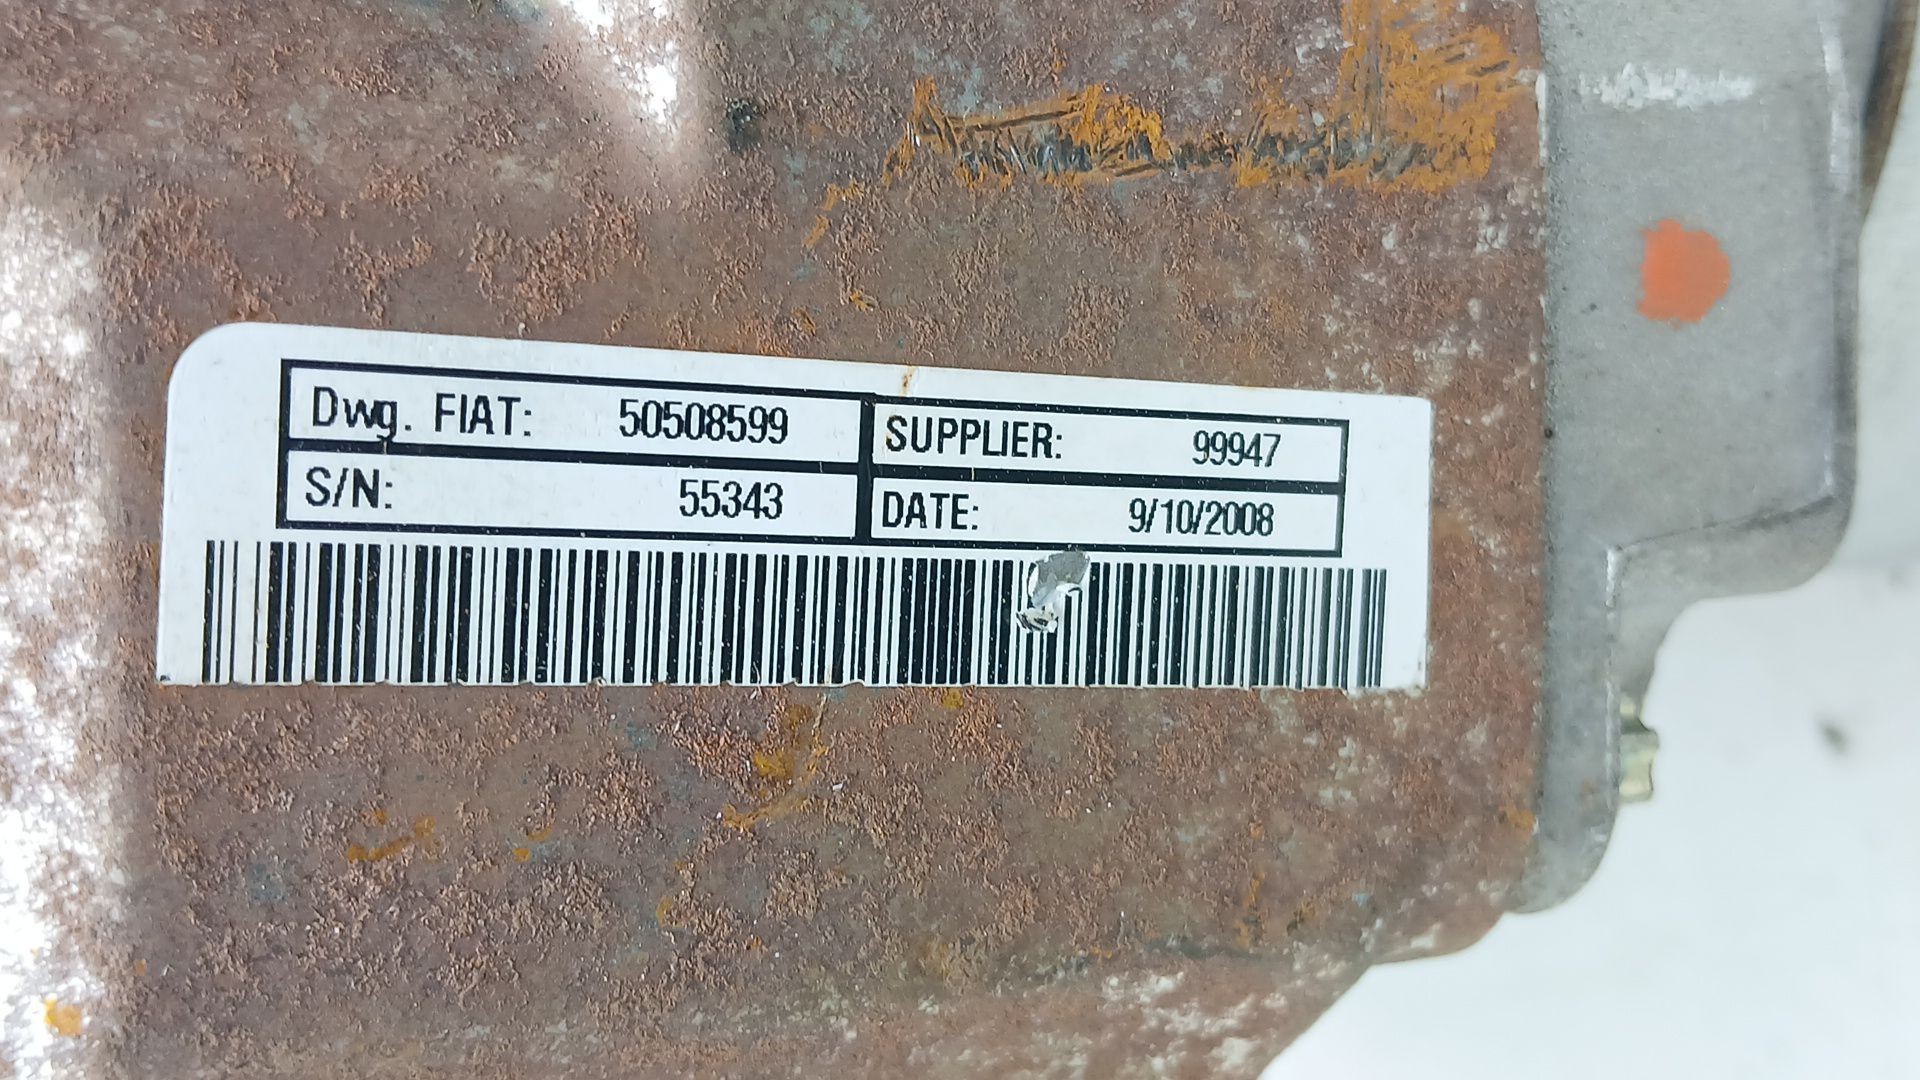 Dwg. FIAT: 50508599 SUPPLIER: 99947
S/N: 55343 DATE: 9/10/2008